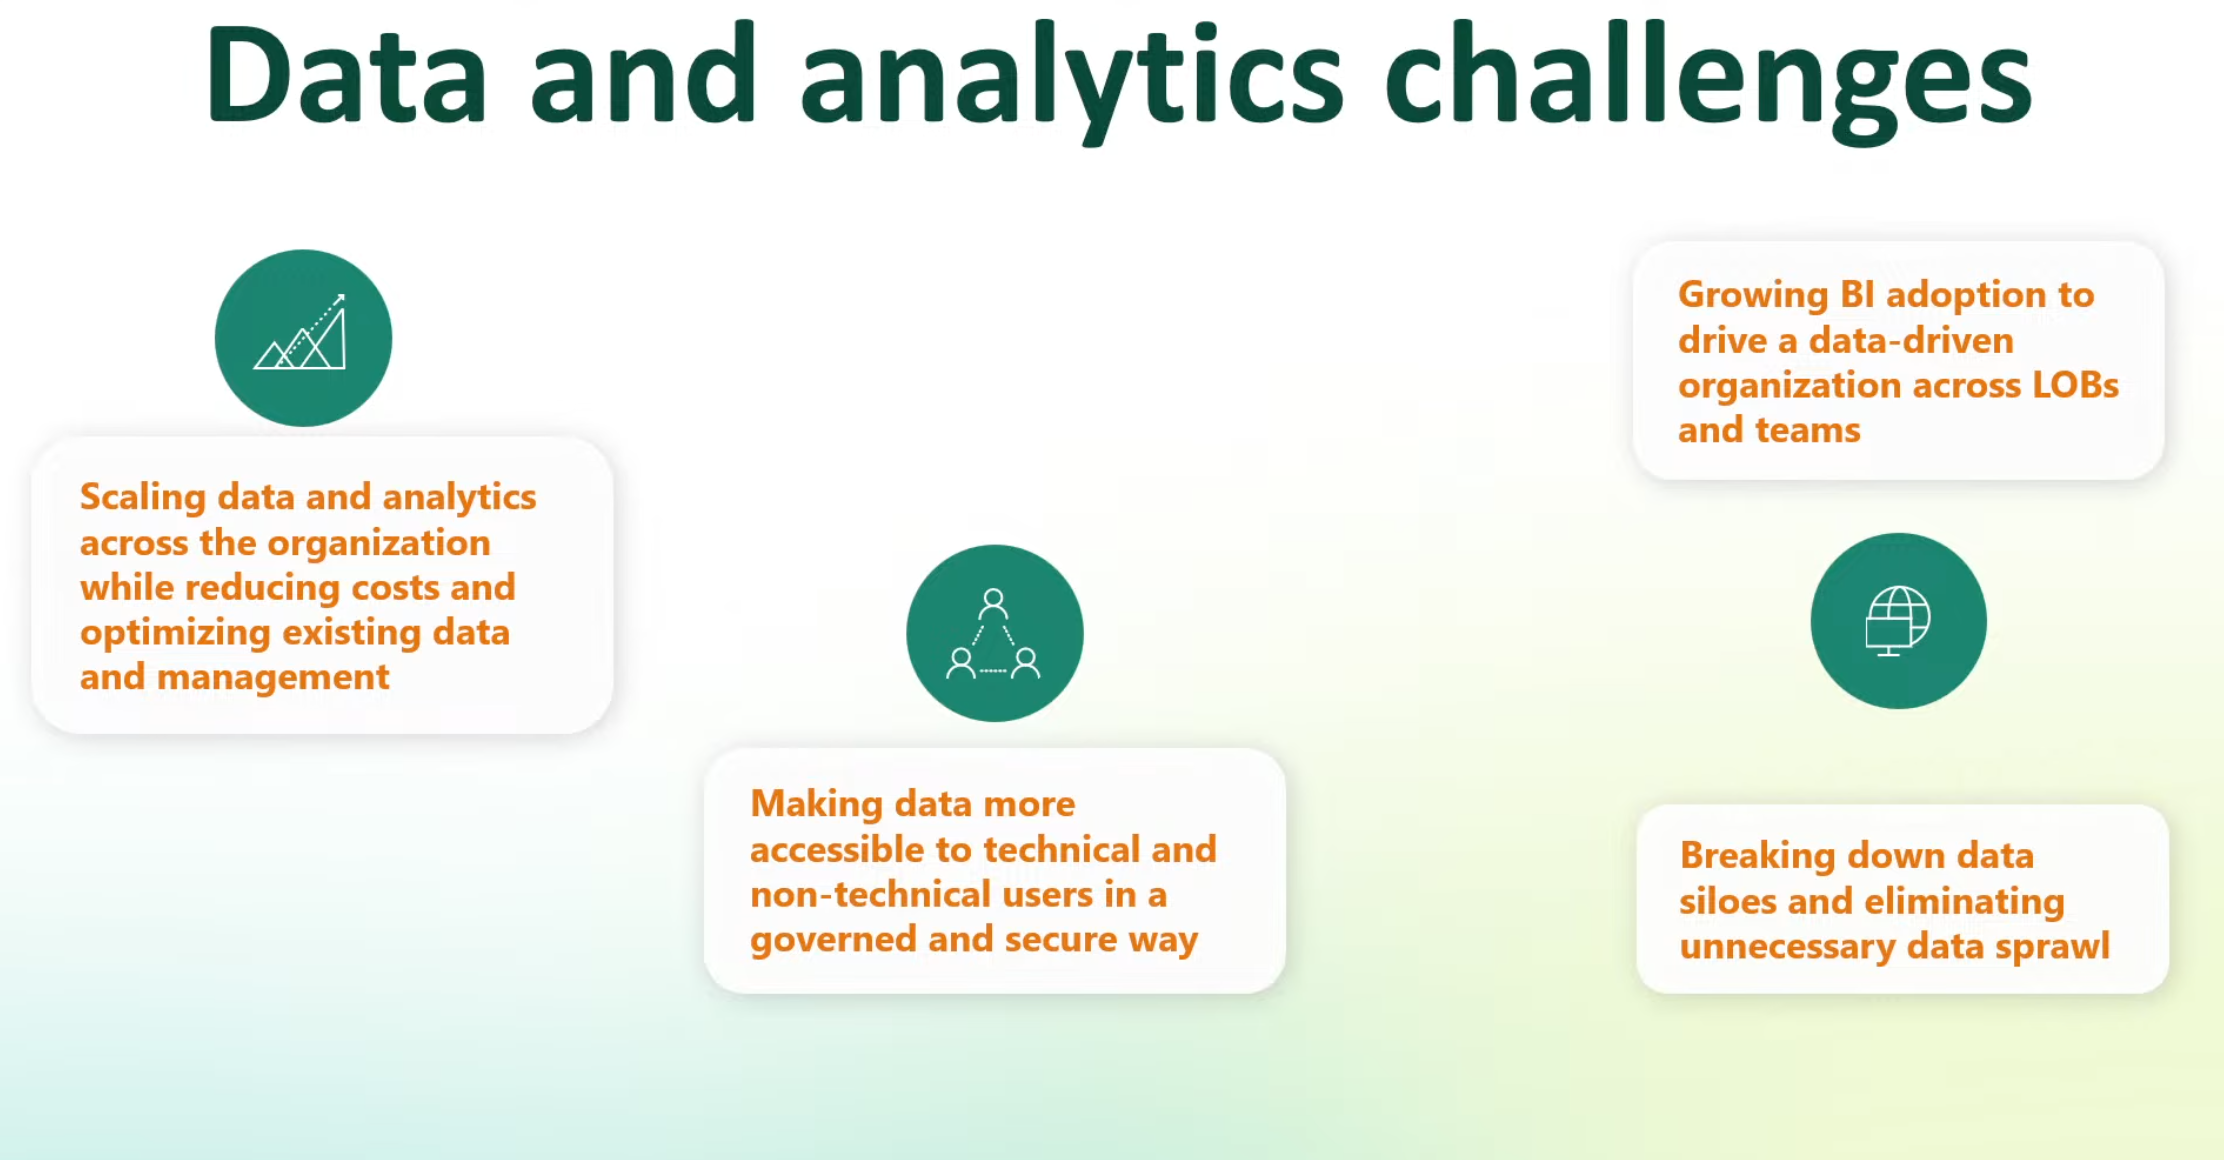 Data and analytics challenges
Scaling data and analytics
across the organization
while reducing costs and
optimizing existing data
and management
Making data more
accessible to technical and
non-technical users in a
governed and secure way
Growing BI adoption to
drive a data-driven
organization across LOBs
and teams
Breaking down data
siloes and eliminating
unnecessary data sprawl